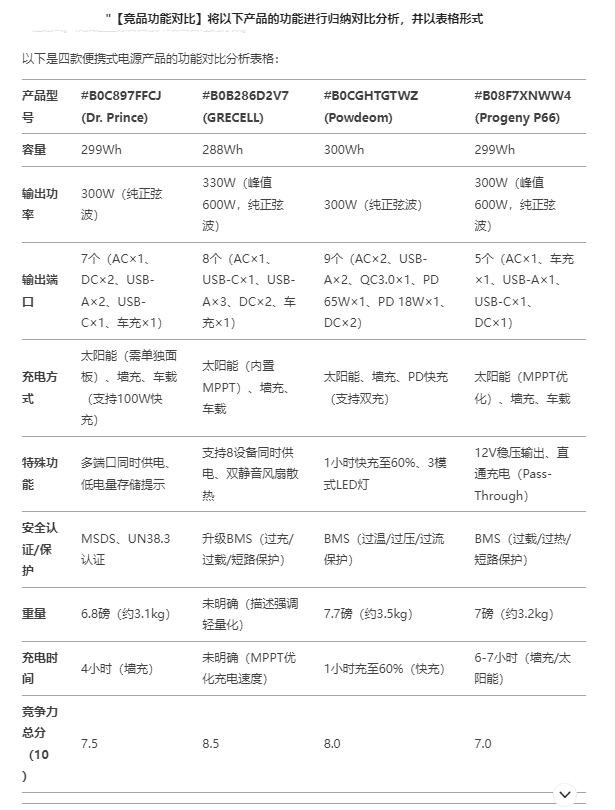 "【竞品功能对比】将以下产品的功能进行归纳对比分析，并以表格形式
以下是四款便携式电源产品的功能对比分析表格：
产品型号
#B0C897FFCJ (Dr. Prince)
#B0B286D2V7 (GRECELL)
#B0CGHTGTWZ (Powdeom)
#B08F7XNWW4 (Progeny P66)
容量
299Wh
288Wh
300Wh
299Wh
输出功率
300W（纯正弦波）
330W（峰值600W，纯正弦波）
300W（纯正弦波）
300W（峰值600W，纯正弦波）
输出端口
7个（AC×1、DC×2、USB-A×2、USB-C×1、车充×1）
8个（AC×1、USB-C×1、USB-A×3、DC×2、车充×1）
9个（AC×2、USB-A×2、QC3.0×1、PD 65W×1、PD 18W×1、DC×2）
5个（AC×1、车充×1、USB-A×1、USB-C×1、DC×1）
充电方式
太阳能（需单独面板）、墙充、车载（支持100W快充）
太阳能（内置MPPT）、墙充、车载
太阳能、墙充、PD快充（支持双充）
太阳能（MPPT优化）、墙充、车载
特殊功能
多端口同时供电、低电量存储提示
支持8设备同时供电、双静音风扇散热
1小时快充至60%、3模式LED灯
12V稳压输出、直通充电（Pass-Through）
安全认证/保护
MSDS、UN38.3认证
升级BMS（过充/过载/短路保护）
BMS（过温/过压/过流保护）
BMS（过载/过热/短路保护）
重量
6.8磅（约3.1kg）
未明确（描述强调轻量化）
7.7磅（约3.5kg）
7磅（约3.2kg）
充电时间
4小时（墙充）
未明确（MPPT优化充电速度）
1小时充至60%（快充）
6-7小时（墙充/太阳能）
竞争力总分（10）
7.5
8.5
8.0
7.0